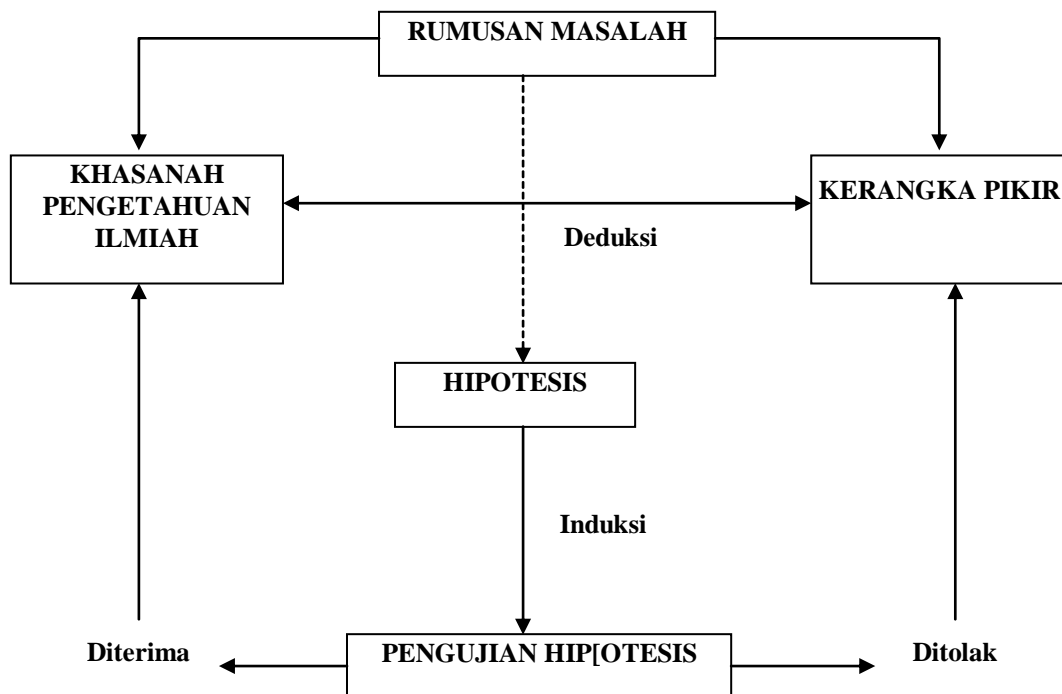 RUMUSAN MASALAH
KHASANAH
PENGETAHUAN
ILMIAH
KERANGKA PIKIR
Deduksi
HIPOTESIS
Induksi
Diterima
PENGUJIAN HIP[OTESIS
Ditolak